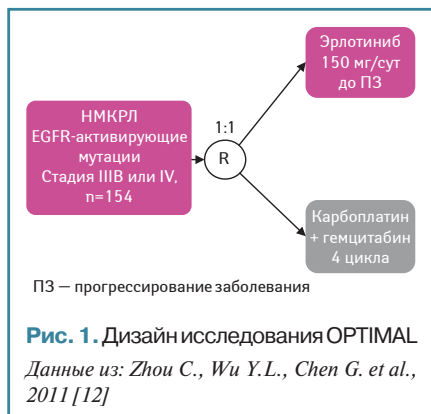 НМКРЛ
EGFR-активирующие
мутации
Стадия IIIB или IV,
n=154
1:1
R
Эрлотиниб
150 мг/сут
до ПЗ
Карбоплатин
+ гемцитабин
4 цикла
ПЗ — прогрессирование заболевания
Рис. 1. Дизайн исследования OPTIMAL
Данные из: Zhou C., Wu Y.L., Chen G. et al.,
2011 [12]